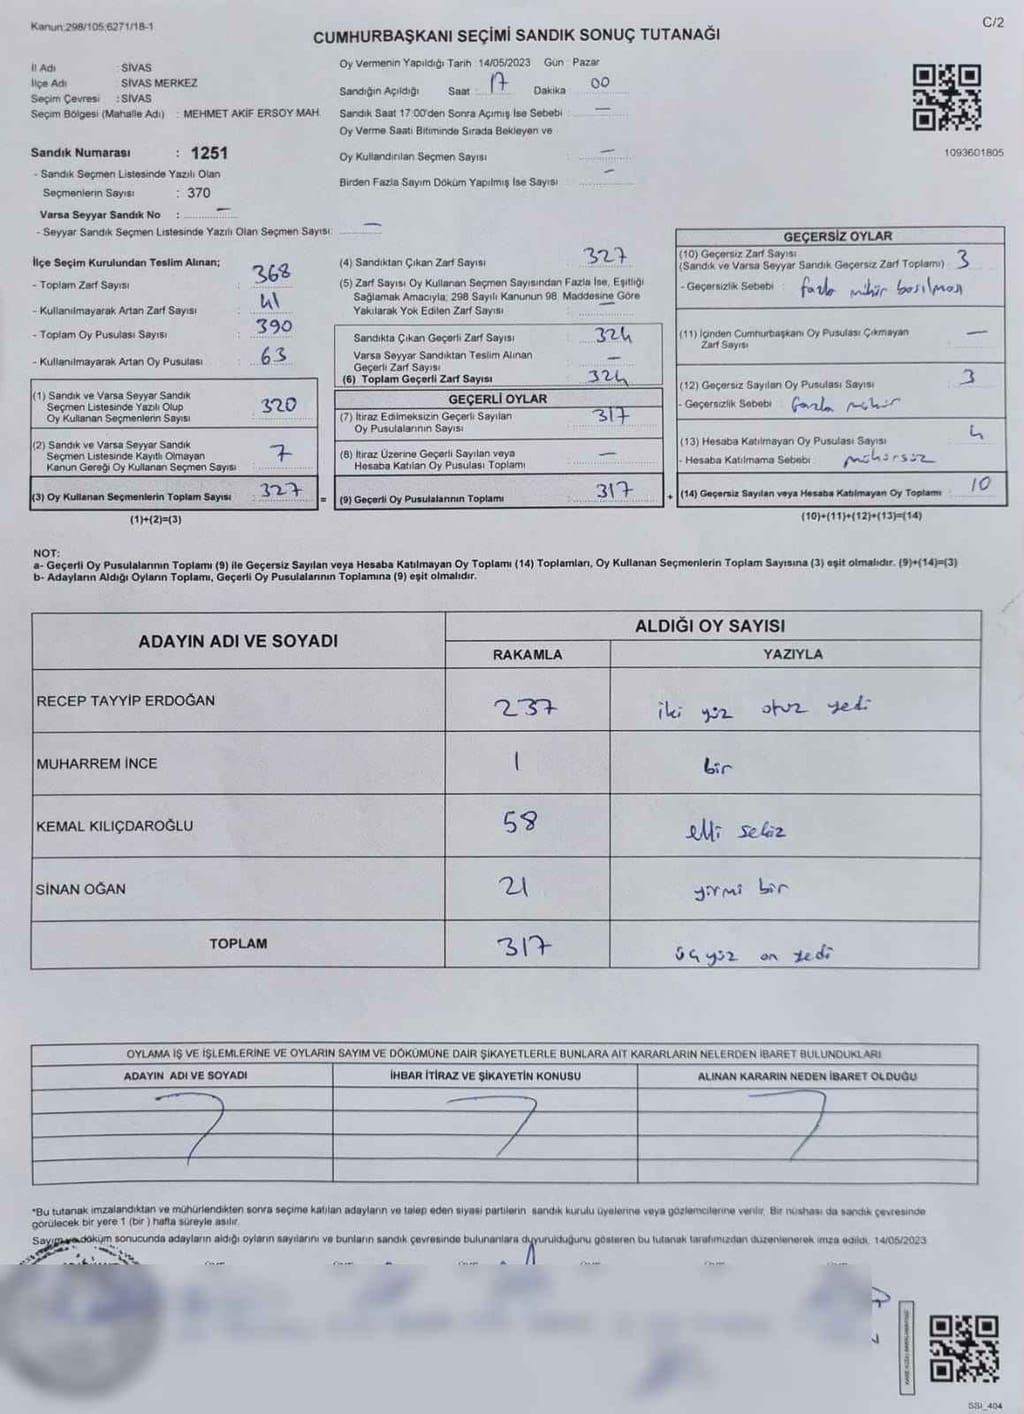 Kanun:298/105;6271/18-1
C/2
CUMHURBAŞKANI SEÇİMİ SANDIK SONUÇ TUTANAĞI
İl Adı : SİVAS
İlçe Adı : SİVAS MERKEZ
Seçim Çevresi : SİVAS
Seçim Bölgesi (Mahalle Adı) : MEHMET AKİF ERSOY MAH.
Sandık Numarası : 1251
- Sandık Seçmen Listesinde Yazılı Olan
Seçmenlerin Sayısı : 370
Varsa Seyyar Sandık No : —
- Seyyar Sandık Seçmen Listesinde Yazılı Olan Seçmen Sayısı: —
Oy Vermenin Yapıldığı Tarih : 14/05/2023 Gün : Pazar
Sandığın Açıldığı Saat : 17 Dakika 00
Sandık Saat 17:00'den Sonra Açımış İse Sebebi : —
Oy Verme Saati Bitiminde Sırada Bekleyen ve
Oy Kullandırılan Seçmen Sayısı : —
Birden Fazla Sayım Döküm Yapılmış İse Sayısı : —
1093601805
İlçe Seçim Kurulundan Teslim Alınan;
- Toplam Zarf Sayısı : 368
- Kullanılmayarak Artan Zarf Sayısı : 41
- Toplam Oy Pusulası Sayısı : 390
- Kullanılmayarak Artan Oy Pusulası : 63
(1) Sandık ve Varsa Seyyar Sandık
Seçmen Listesinde Yazılı Olup
Oy Kullanan Seçmenlerin Sayısı : 320
(2) Sandık ve Varsa Seyyar Sandık
Seçmen Listesinde Kayıtlı Olmayan
Kanun Gereği Oy Kullanan Seçmen Sayısı : 7
(3) Oy Kullanan Seçmenlerin Toplam Sayısı : 327 =
(1)+(2)=(3)
(4) Sandıktan Çıkan Zarf Sayısı : 327
(5) Zarf Sayısı Oy Kullanan Seçmen Sayısından Fazla İse, Eşitliği
Sağlamak Amacıyla; 298 Sayılı Kanunun 98. Maddesine Göre
Yakılarak Yok Edilen Zarf Sayısı : —
Sandıkta Çıkan Geçerli Zarf Sayısı : 324
Varsa Seyyar Sandıktan Teslim Alınan
Geçerli Zarf Sayısı : —
(6) Toplam Geçerli Zarf Sayısı : 324
GEÇERLİ OYLAR
(7) İtiraz Edilmeksizin Geçerli Sayılan
Oy Pusulalarının Sayısı : 317
(8) İtiraz Üzerine Geçerli Sayılan veya
Hesaba Katılan Oy Pusulası Toplamı : —
(9) Geçerli Oy Pusulalarının Toplamı : 317 +
GEÇERSİZ OYLAR
(10) Geçersiz Zarf Sayısı
(Sandık ve Varsa Seyyar Sandık Geçersiz Zarf Toplamı) : 3
- Geçersizlik Sebebi : fazla mühür basılması
(11) İçinden Cumhurbaşkanı Oy Pusulası Çıkmayan
Zarf Sayısı : —
(12) Geçersiz Sayılan Oy Pusulası Sayısı : 3
- Geçersizlik Sebebi : fazla mühür
(13) Hesaba Katılmayan Oy Pusulası Sayısı : 4
- Hesaba Katılmama Sebebi : mühürsüz
(14) Geçersiz Sayılan veya Hesaba Katılmayan Oy Toplamı : 10
(10)+(11)+(12)+(13)=(14)
NOT:
a- Geçerli Oy Pusulalarının Toplamı (9) ile Geçersiz Sayılan veya Hesaba Katılmayan Oy Toplamı (14) Toplamları, Oy Kullanan Seçmenlerin Toplam Sayısına (3) eşit olmalıdır. (9)+(14)=(3)
b- Adayların Aldığı Oyların Toplamı, Geçerli Oy Pusulalarının Toplamına (9) eşit olmalıdır.
ADAYIN ADI VE SOYADI
ALDIĞI OY SAYISI
RAKAMLA YAZIYLA
RECEP TAYYİP ERDOĞAN 237 iki yüz otuz yedi
MUHARREM İNCE 1 bir
KEMAL KILIÇDAROĞLU 58 elli sekiz
SİNAN OĞAN 21 yirmi bir
TOPLAM 317 üçyüz on yedi
OYLAMA İŞ VE İŞLEMLERİNE VE OYLARIN SAYIM VE DÖKÜMÜNE DAİR ŞİKAYETLERLE BUNLARA AİT KARARLARIN NELERDEN İBARET BULUNDUKLARI
ADAYIN ADI VE SOYADI İHBAR İTİRAZ VE ŞİKAYETİN KONUSU ALINAN KARARIN NEDEN İBARET OLDUĞU
*Bu tutanak imzalandıktan ve mühürlendikten sonra seçime katılan adayların ve talep eden siyasi partilerin sandık kurulu üyelerine veya gözlemcilerine verilir. Bir nüshası da sandık çevresinde
görülecek bir yere 1 (bir) hafta süreyle asılır.
Sayım ve döküm sonucunda adayların aldığı oyların sayılarını ve bunların sandık çevresinde bulunanlara duyurulduğunu gösteren bu tutanak tarafımızdan düzenlenerek imza edildi. 14/05/2023
SSI_404